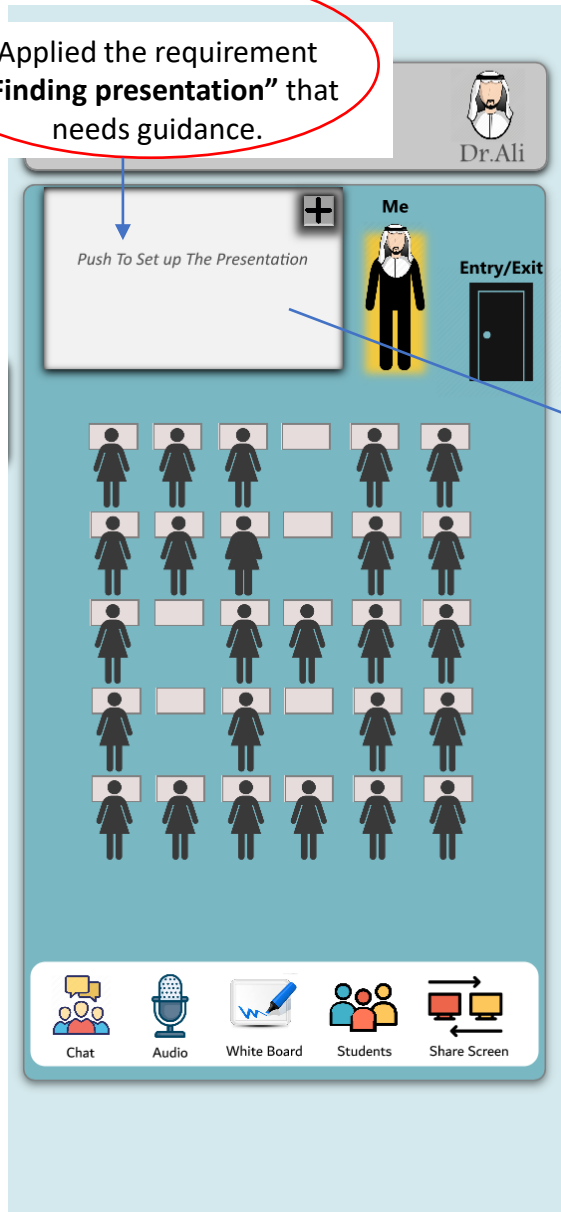 Applied the requirement
Finding presentation” that
needs guidance.
Dr.Ali
Push To Set up The Presentation
Me
Entry/Exit
Chat
Audio
White Board
Students
Share Screen